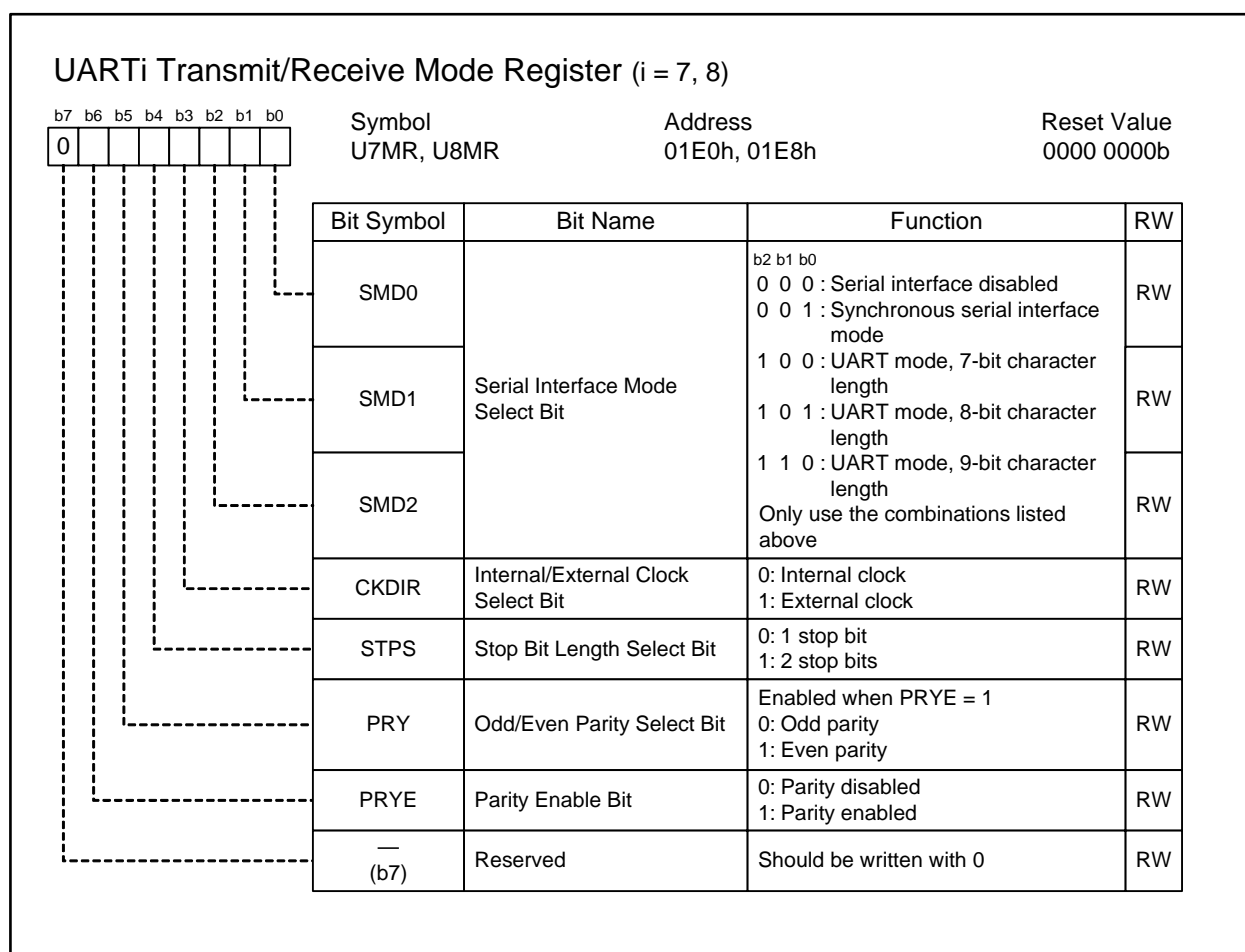 UARTi Transmit/Receive Mode Register (i = 7, 8)
b7 b6 b5 b4 b3 b2 b1 b0
0
Symbol Address Reset Value
U7MR, U8MR 01E0h, 01E8h 0000 0000b
Bit Symbol Bit Name Function RW
SMD0
SMD1
SMD2
Serial Interface Mode
Select Bit
b2 b1 b0
0 0 0 : Serial interface disabled
0 0 1 : Synchronous serial interface
mode
1 0 0 : UART mode, 7-bit character
length
1 0 1 : UART mode, 8-bit character
length
1 1 0 : UART mode, 9-bit character
length
Only use the combinations listed
above
RW
RW
RW
CKDIR
Internal/External Clock
Select Bit
0: Internal clock
1: External clock
RW
STPS
Stop Bit Length Select Bit
0: 1 stop bit
1: 2 stop bits
RW
PRY
Odd/Even Parity Select Bit
Enabled when PRYE = 1
0: Odd parity
1: Even parity
RW
PRYE
Parity Enable Bit
0: Parity disabled
1: Parity enabled
RW
—
(b7)
Reserved
Should be written with 0
RW